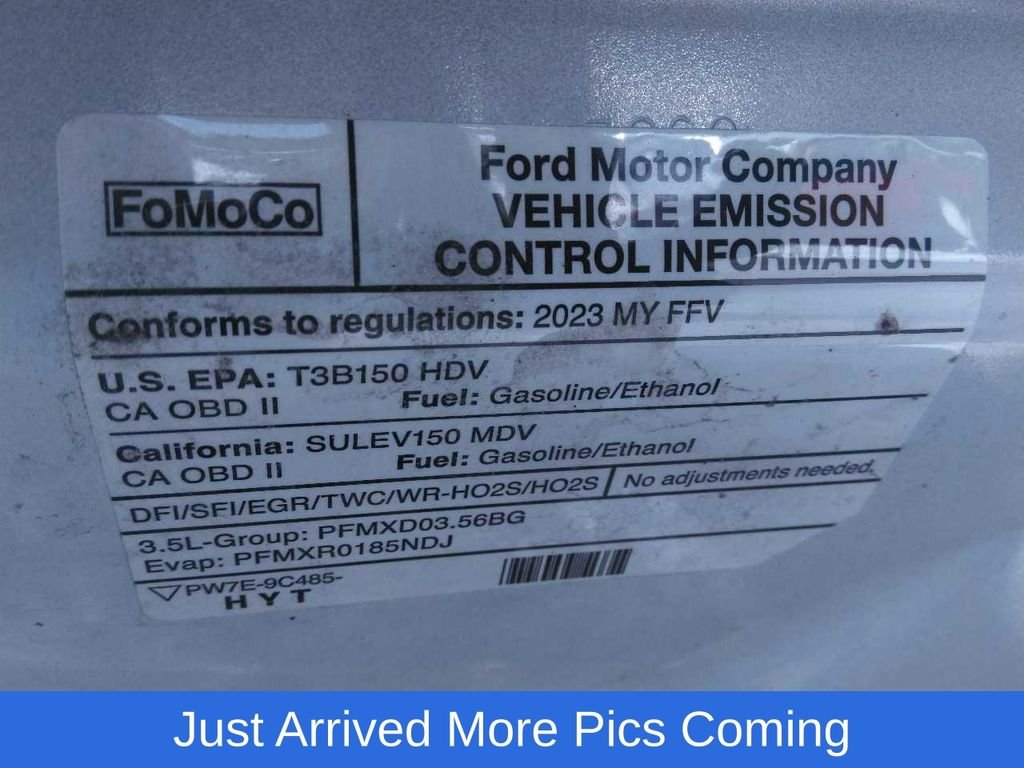 FoMoCo
Ford Motor Company
VEHICLE EMISSION
CONTROL INFORMATION
Conforms to regulations: 2023 MY FFV
U.S. EPA: T3B150 HDV
CA OBD II Fuel: Gasoline/Ethanol
California: SULEV150 MDV
CA OBD II Fuel: Gasoline/Ethanol
DFI/SFI/EGR/TWC/WR-HO2S/HO2S No adjustments needed.
3.5L-Group: PFMXD03.56BG
Evap: PFMXR0185NDJ
PW7E-9C485-
HYT
Just Arrived More Pics Coming